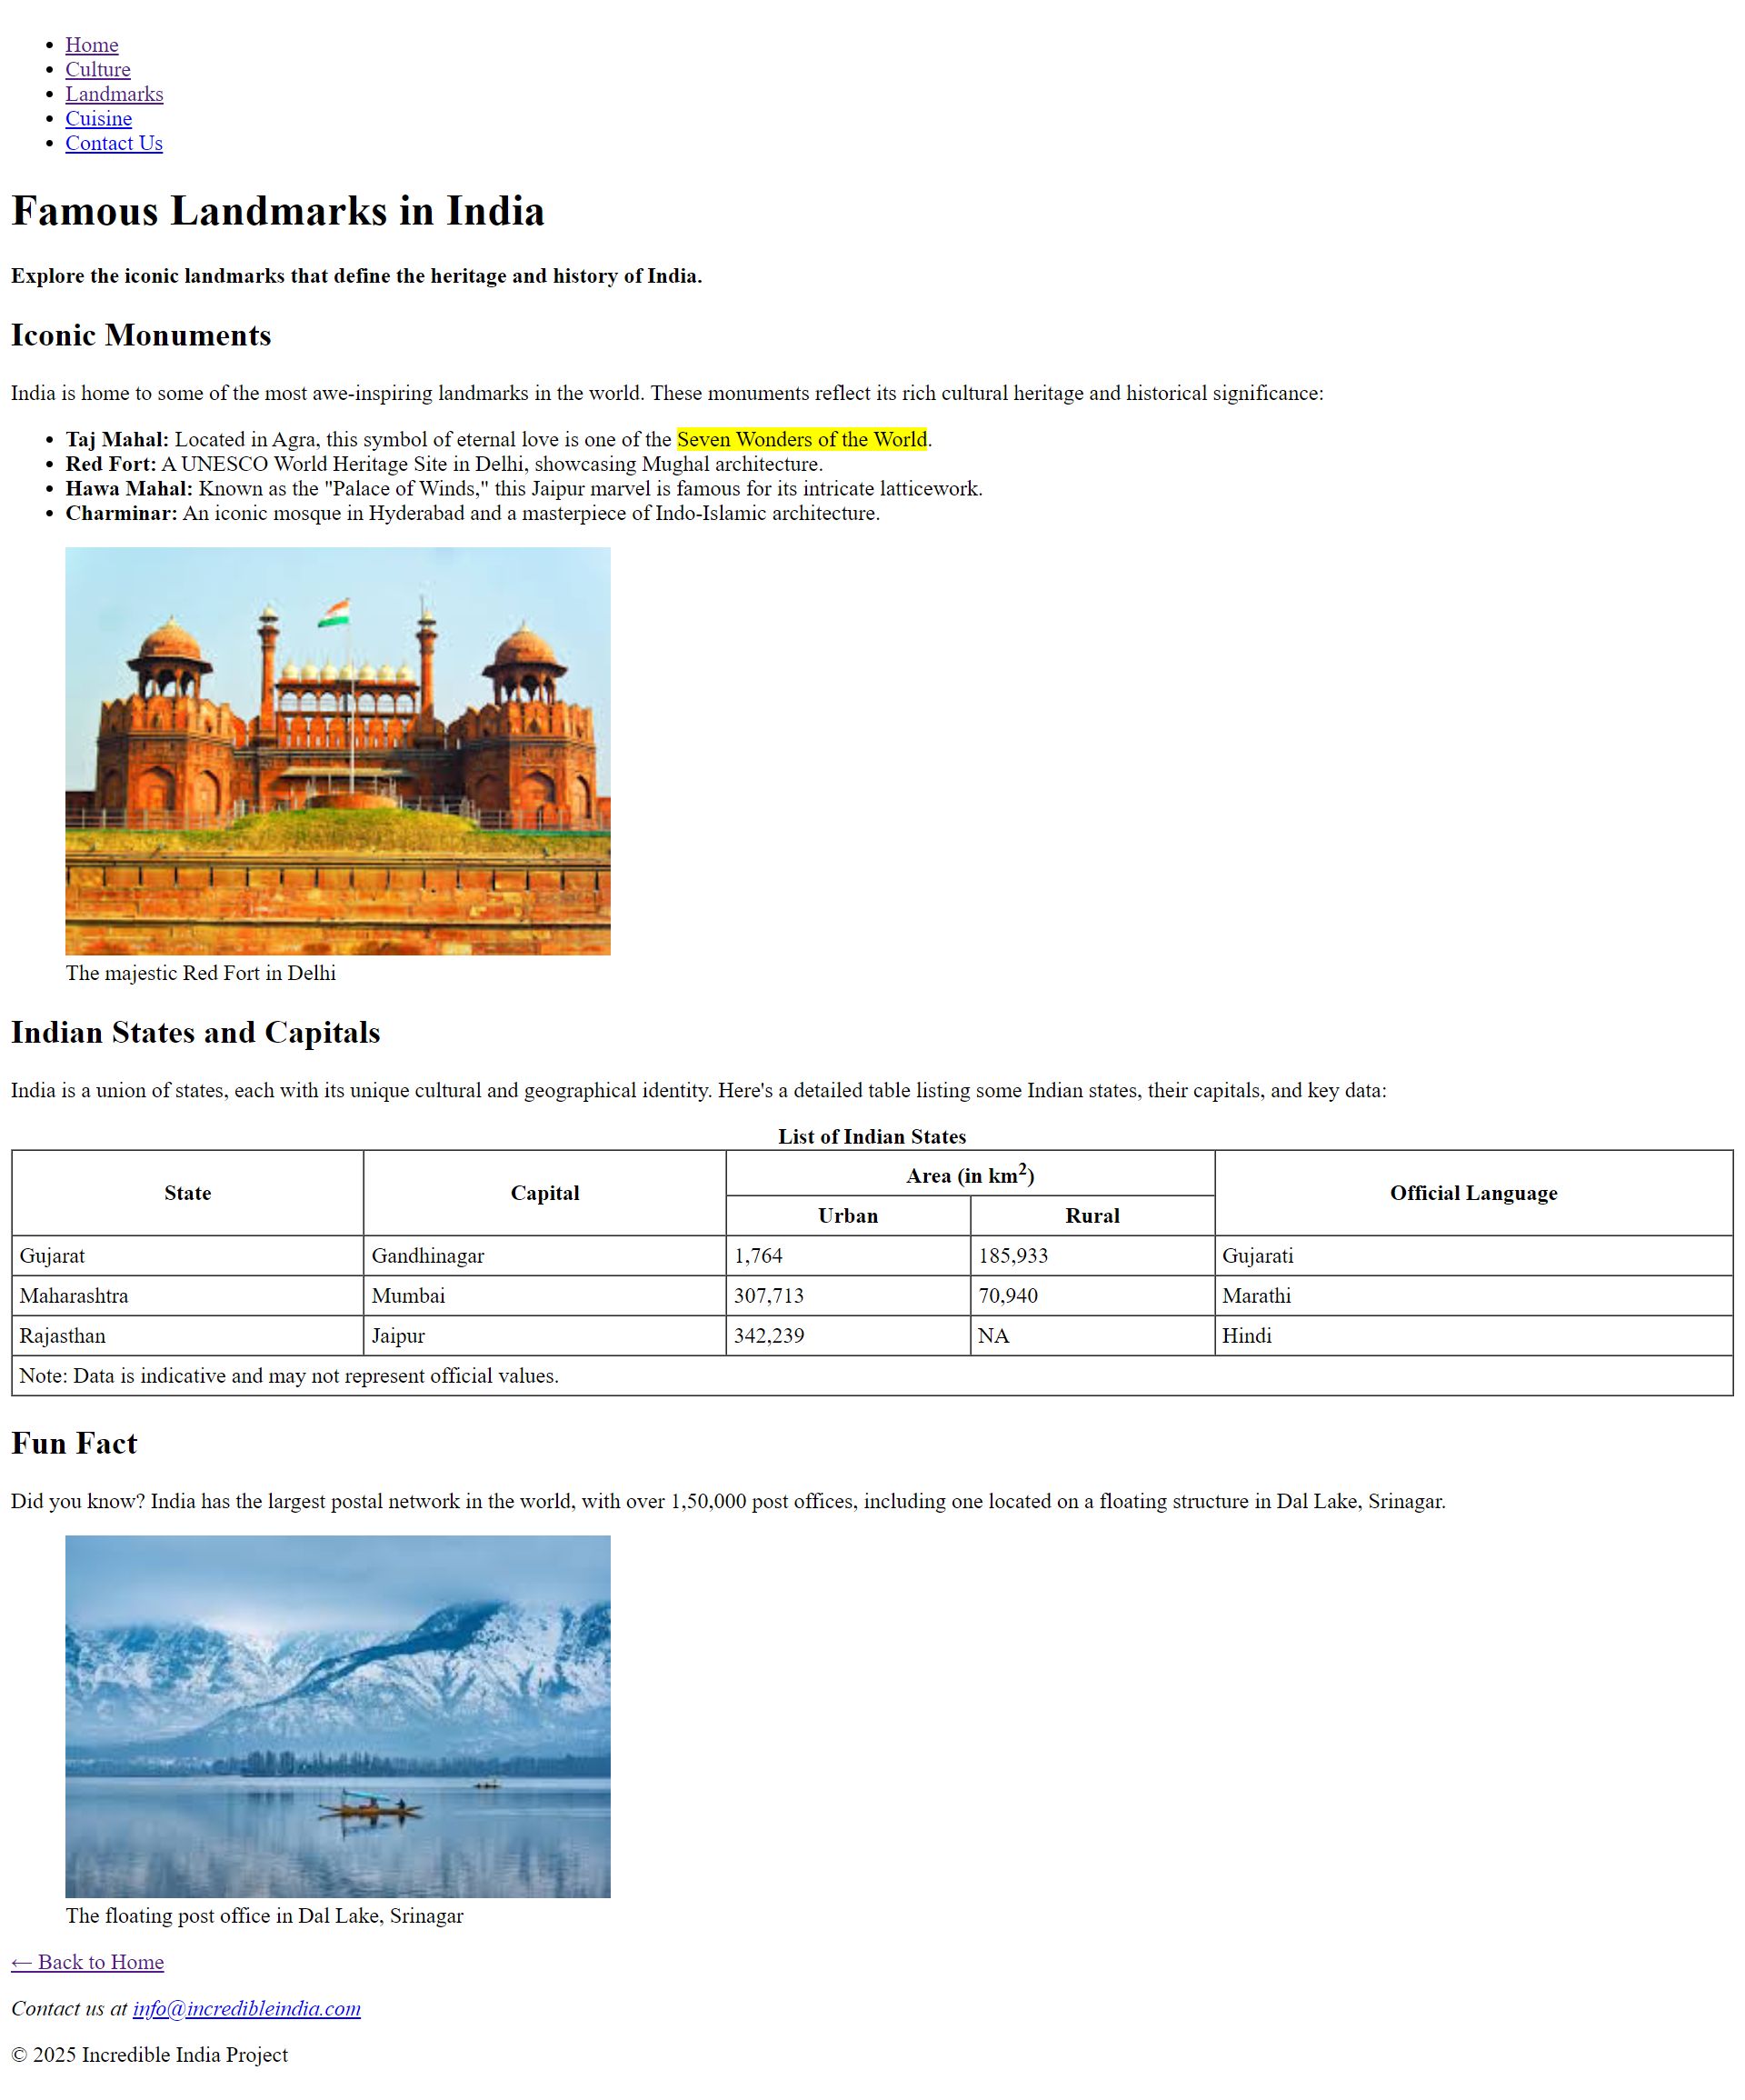 Home
Culture
Landmarks
Cuisine
Contact Us
Famous Landmarks in India
Explore the iconic landmarks that define the heritage and history of India.
Iconic Monuments
India is home to some of the most awe-inspiring landmarks in the world. These monuments reflect its rich cultural heritage and historical significance:
Taj Mahal: Located in Agra, this symbol of eternal love is one of the Seven Wonders of the World.
Red Fort: A UNESCO World Heritage Site in Delhi, showcasing Mughal architecture.
Hawa Mahal: Known as the "Palace of Winds," this Jaipur marvel is famous for its intricate latticework.
Charminar: An iconic mosque in Hyderabad and a masterpiece of Indo-Islamic architecture.
The majestic Red Fort in Delhi
Indian States and Capitals
India is a union of states, each with its unique cultural and geographical identity. Here's a detailed table listing some Indian states, their capitals, and key data:
List of Indian States
State Capital Area (in km²) Official Language
Urban Rural
Gujarat Gandhinagar 1,764 185,933 Gujarati
Maharashtra Mumbai 307,713 70,940 Marathi
Rajasthan Jaipur 342,239 NA Hindi
Note: Data is indicative and may not represent official values.
Fun Fact
Did you know? India has the largest postal network in the world, with over 1,50,000 post offices, including one located on a floating structure in Dal Lake, Srinagar.
The floating post office in Dal Lake, Srinagar
← Back to Home
Contact us at info@incredibleindia.com
© 2025 Incredible India Project